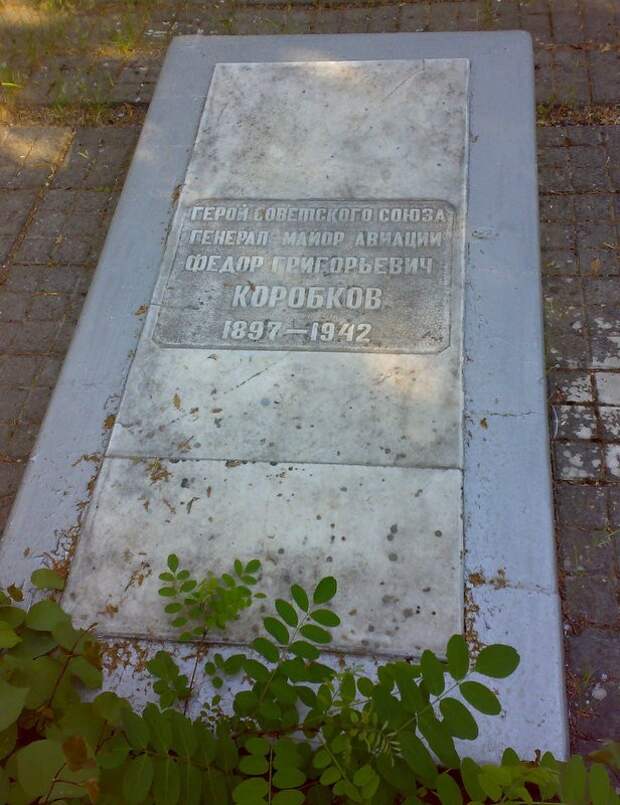 ГЕРОЙ СОВЕТСКОГО СОЮЗА
ГЕНЕРАЛ-МАЙОР АВИАЦИИ
ФЕДОР ГРИГОРЬЕВИЧ
КОРОБКОВ
1897—1942